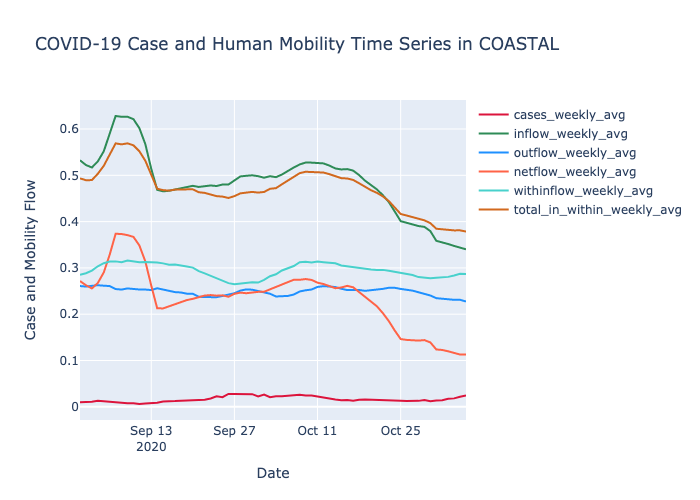 COVID-19 Case and Human Mobility Time Series in COASTAL
cases_weekly_avg
inflow_weekly_avg
outflow_weekly_avg
netflow_weekly_avg
withinflow_weekly_avg
total_in_within_weekly_avg
Case and Mobility Flow
0.6
0.5
0.4
0.3
0.2
0.1
0
Sep 13
2020
Sep 27
Oct 11
Oct 25
Date